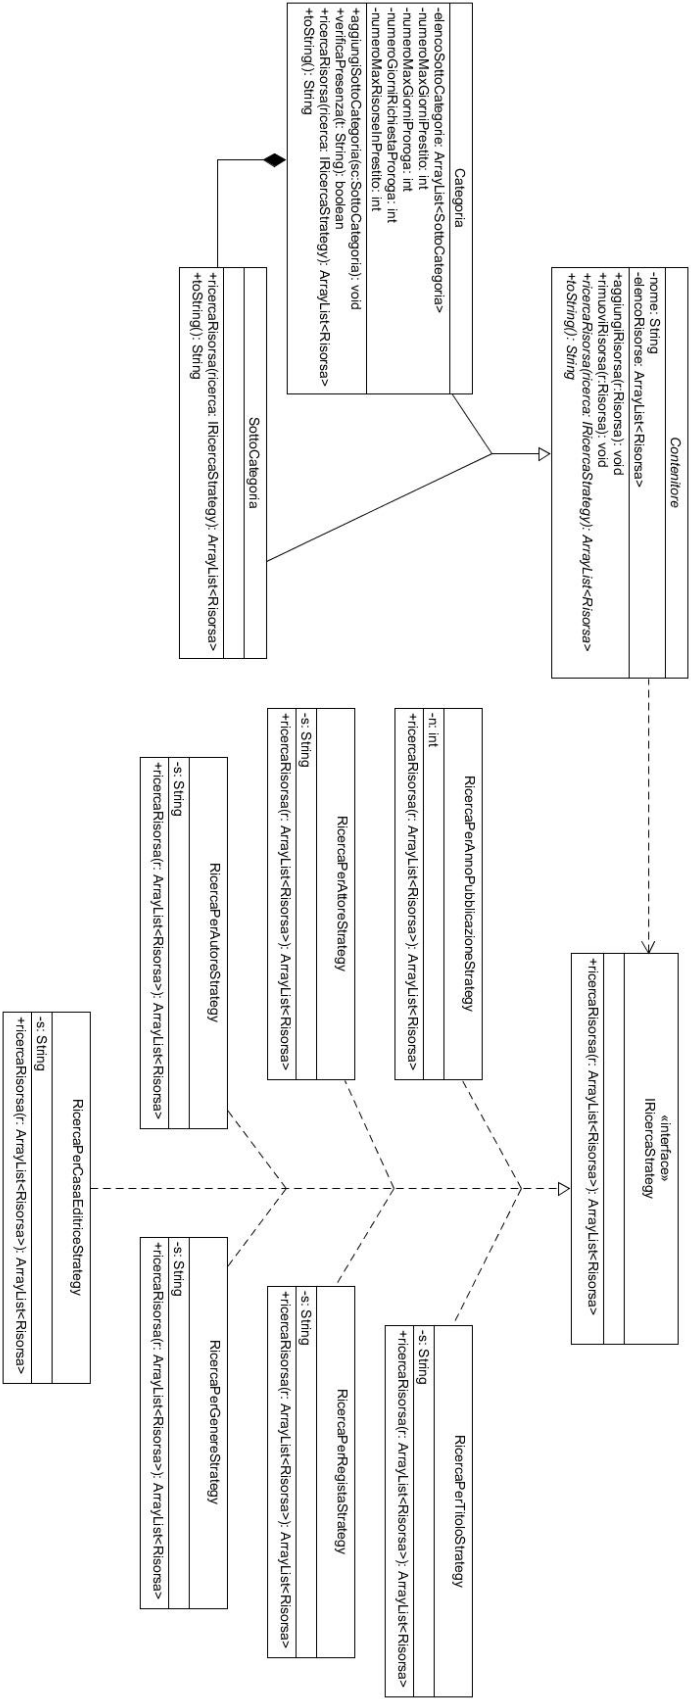 Contenitore
-nome: String
-elencoRisorse: ArrayList<Risorsa>
+aggiungiRisorsa(r:Risorsa): void
+rimuoviRisorsa(r:Risorsa): void
+ricercaRisorsa(ricerca: IRicercaStrategy): ArrayList<Risorsa>
+toString(): String
«interface»
IRicercaStrategy
+ricercaRisorsa(r: ArrayList<Risorsa>): ArrayList<Risorsa>
Categoria
-elencoSottoCategorie: ArrayList<SottoCategoria>
-numeroMaxGiorniPrestito: int
-numeroMaxGiorniProroga: int
-numeroGiorniRichiestaProroga: int
-numeroMaxRisorseInPrestito: int
+aggiungiSottoCategoria(sc:SottoCategoria): void
+verificaPresenza(t: String): boolean
+ricercaRisorsa(ricerca: IRicercaStrategy): ArrayList<Risorsa>
+toString(): String
SottoCategoria
+ricercaRisorsa(ricerca: IRicercaStrategy): ArrayList<Risorsa>
+toString(): String
RicercaPerAnnoPubblicazioneStrategy
-n: int
+ricercaRisorsa(r: ArrayList<Risorsa>): ArrayList<Risorsa>
RicercaPerTitoloStrategy
-s: String
+ricercaRisorsa(r: ArrayList<Risorsa>): ArrayList<Risorsa>
RicercaPerAttoreStrategy
-s: String
+ricercaRisorsa(r: ArrayList<Risorsa>): ArrayList<Risorsa>
RicercaPerRegistaStrategy
-s: String
+ricercaRisorsa(r: ArrayList<Risorsa>): ArrayList<Risorsa>
RicercaPerAutoreStrategy
-s: String
+ricercaRisorsa(r: ArrayList<Risorsa>): ArrayList<Risorsa>
RicercaPerGenereStrategy
-s: String
+ricercaRisorsa(r: ArrayList<Risorsa>): ArrayList<Risorsa>
RicercaPerCasaEditriceStrategy
-s: String
+ricercaRisorsa(r: ArrayList<Risorsa>): ArrayList<Risorsa>